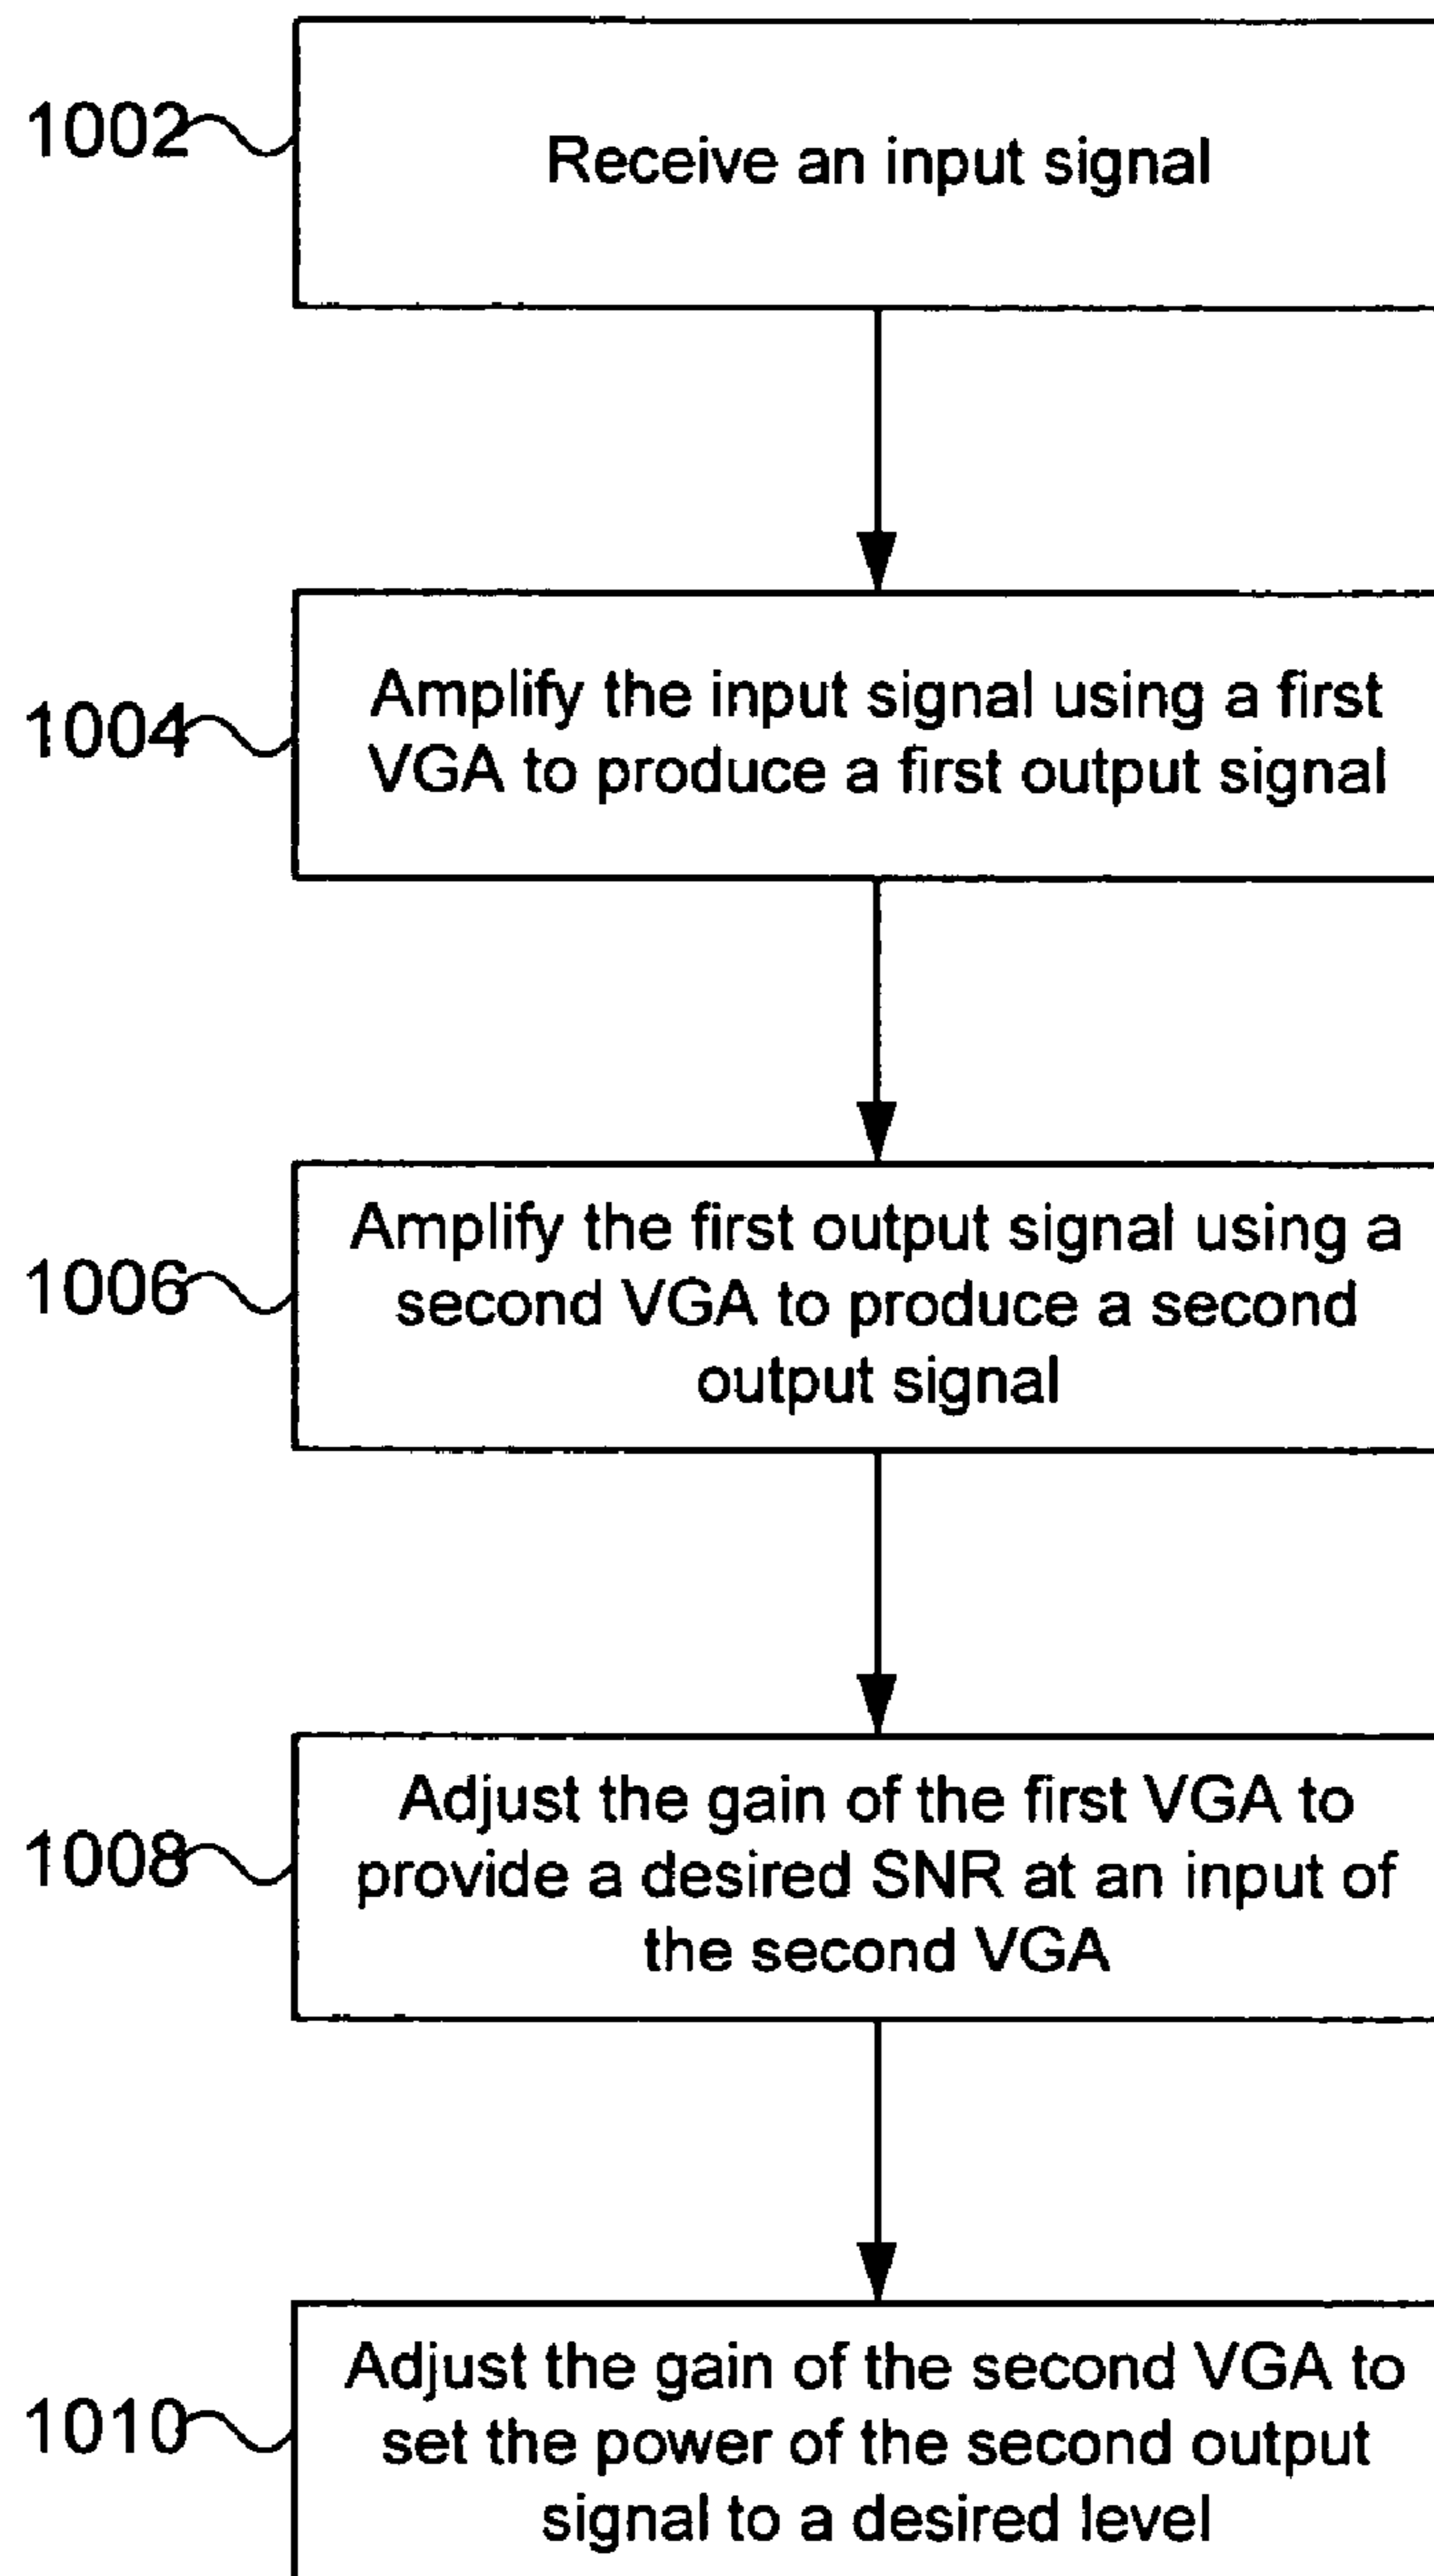 1002
Receive an input signal
1004
Amplify the input signal using a first
VGA to produce a first output signal
1006
Amplify the first output signal using a
second VGA to produce a second
output signal
1008
Adjust the gain of the first VGA to
provide a desired SNR at an input of
the second VGA
1010
Adjust the gain of the second VGA to
set the power of the second output
signal to a desired level